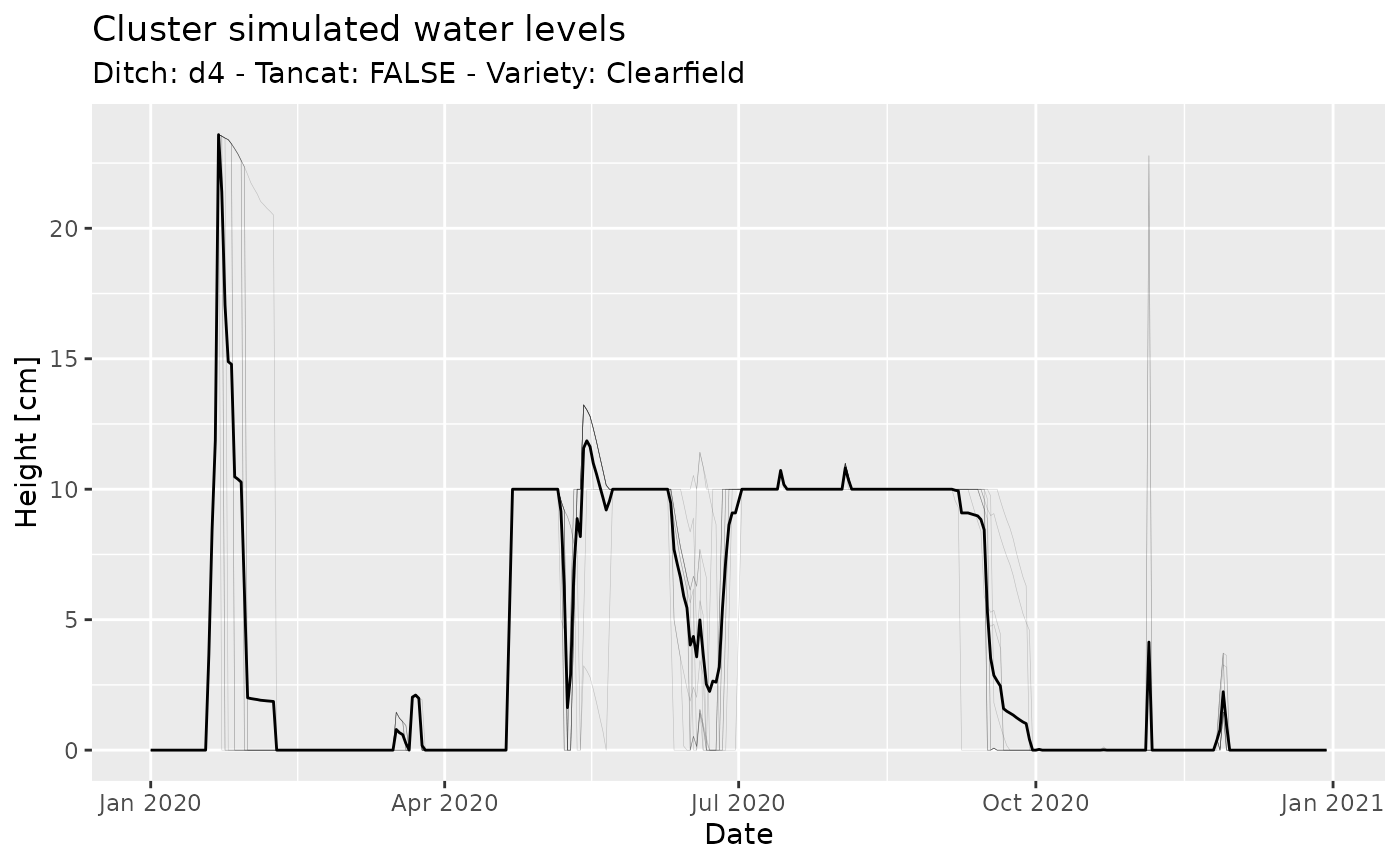 Cluster simulated water levels
Ditch: d4 - Tancat: FALSE - Variety: Clearfield
Height [cm]
20
15
10
5
0
Jan 2020 Apr 2020 Jul 2020 Oct 2020 Jan 2021
Date